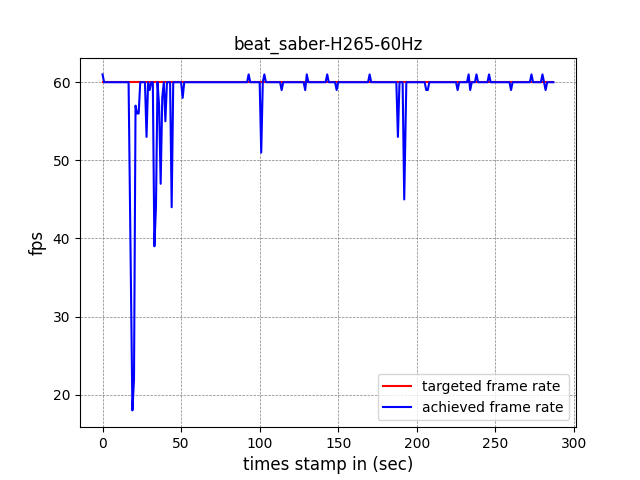 beat_saber-H265-60Hz
fps
60
50
40
30
20
targeted frame rate
achieved frame rate
0 50 100 150 200 250 300
times stamp in (sec)